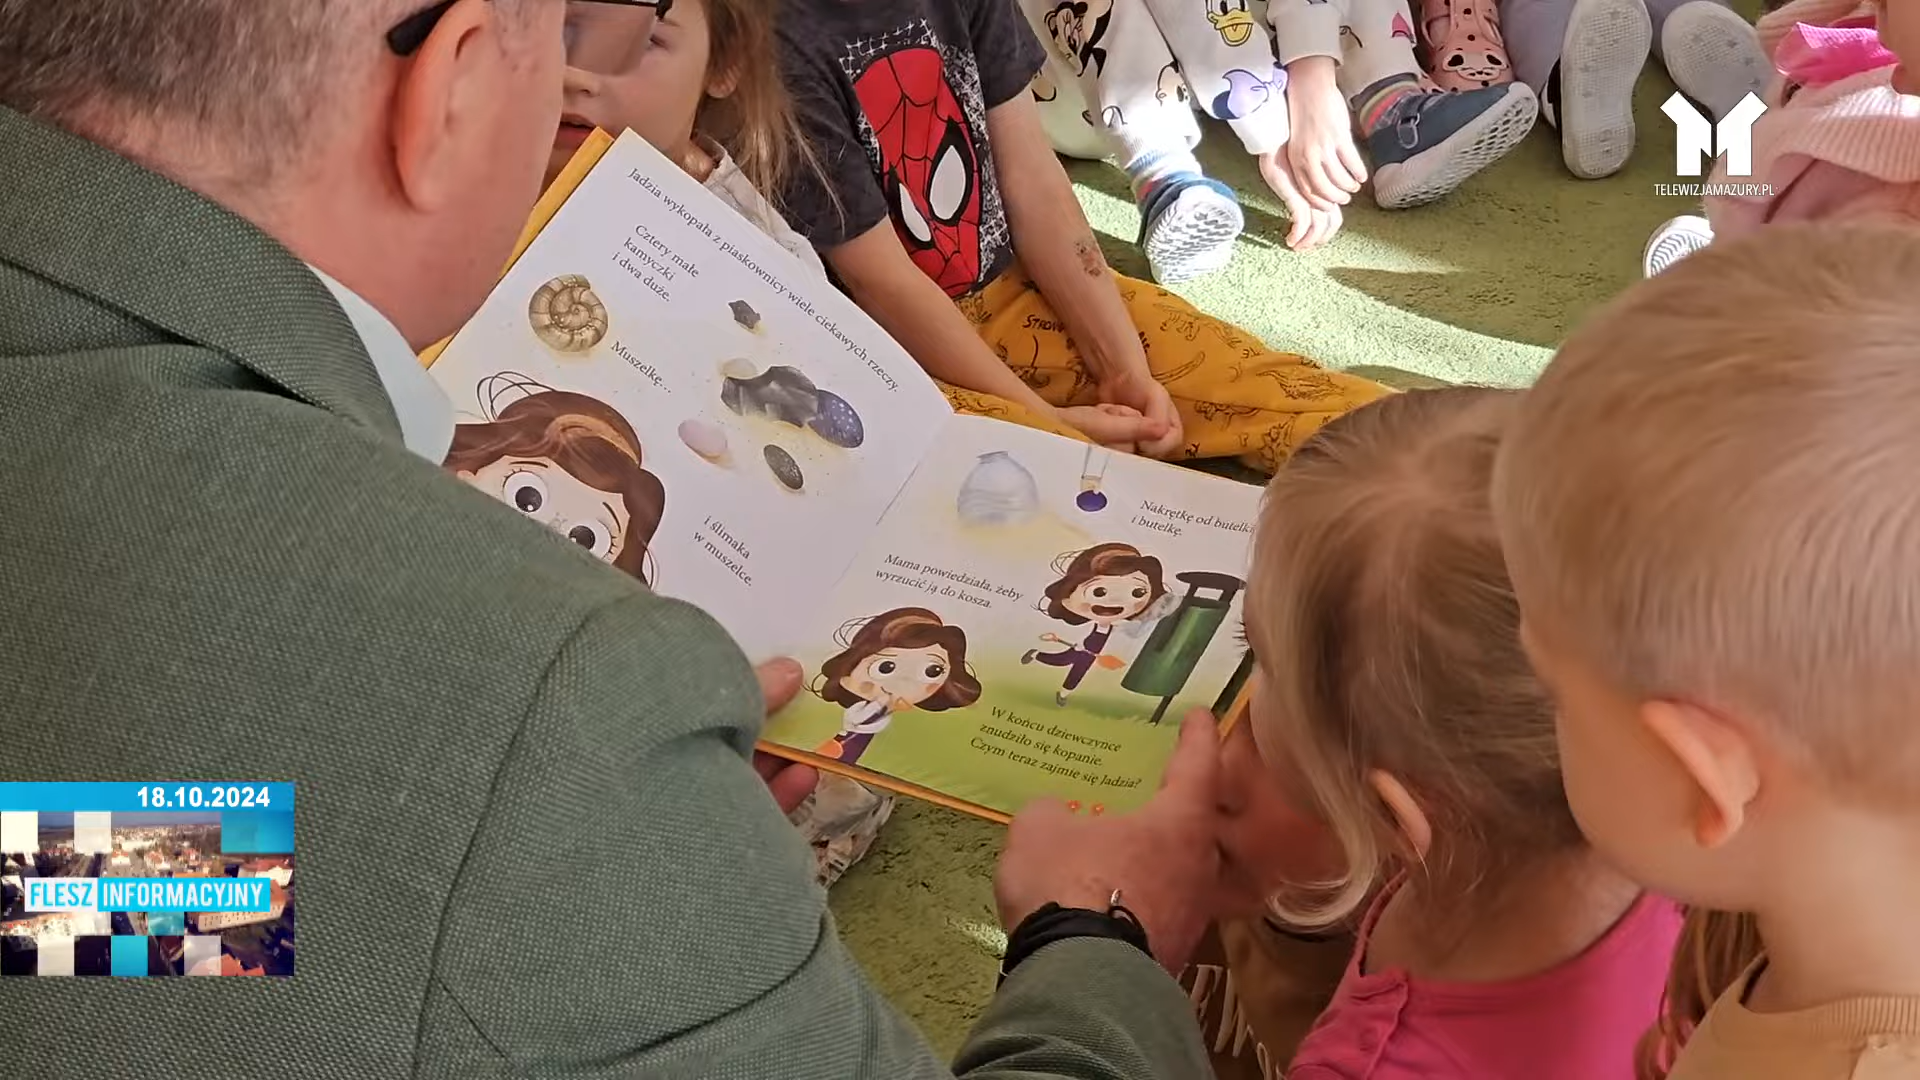 TELEWIZJAMAZURY.PL
Jadzia wykopała z piaskownicy wiele ciekawych rzeczy.
Cztery małe
kamyczki
i dwa duże.
Muszelkę...
i ślimaka
w muszelce.
Nakrętkę od butelki
i butelkę.
Mama powiedziała, żeby
wyrzucić ją do kosza.
W końcu dziewczynce
znudziło się kopanie.
Czym teraz zajmie się Jadzia?
18.10.2024
FLESZ INFORMACYJNY